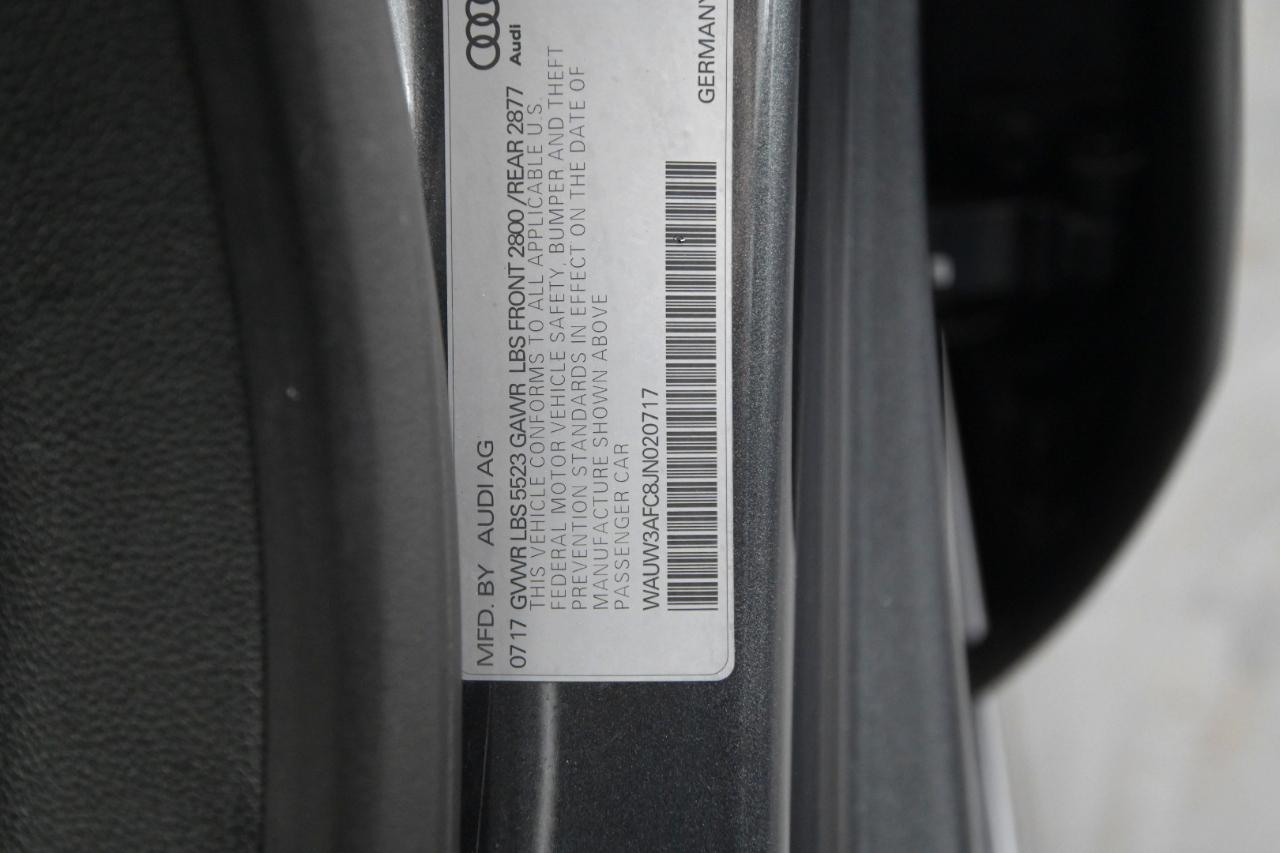 MFD. BY AUDI AG
Audi
0717 GVWR LBS 5523 GAWR LBS FRONT 2800 /REAR 2877
THIS VEHICLE CONFORMS TO ALL APPLICABLE U.S.
FEDERAL MOTOR VEHICLE SAFETY, BUMPER AND THEFT
PREVENTION STANDARDS IN EFFECT ON THE DATE OF
MANUFACTURE SHOWN ABOVE
PASSENGER CAR
WAUW3AFC8JN020717
GERMANY